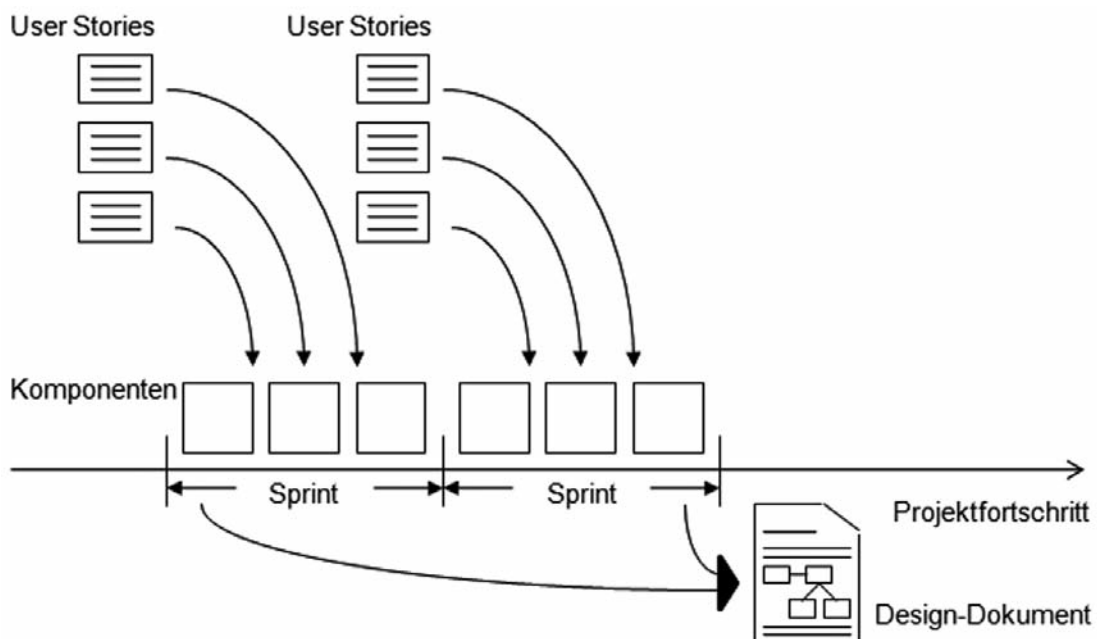 User Stories
User Stories
Komponenten
Sprint
Sprint
Projektfortschritt
Design-Dokument